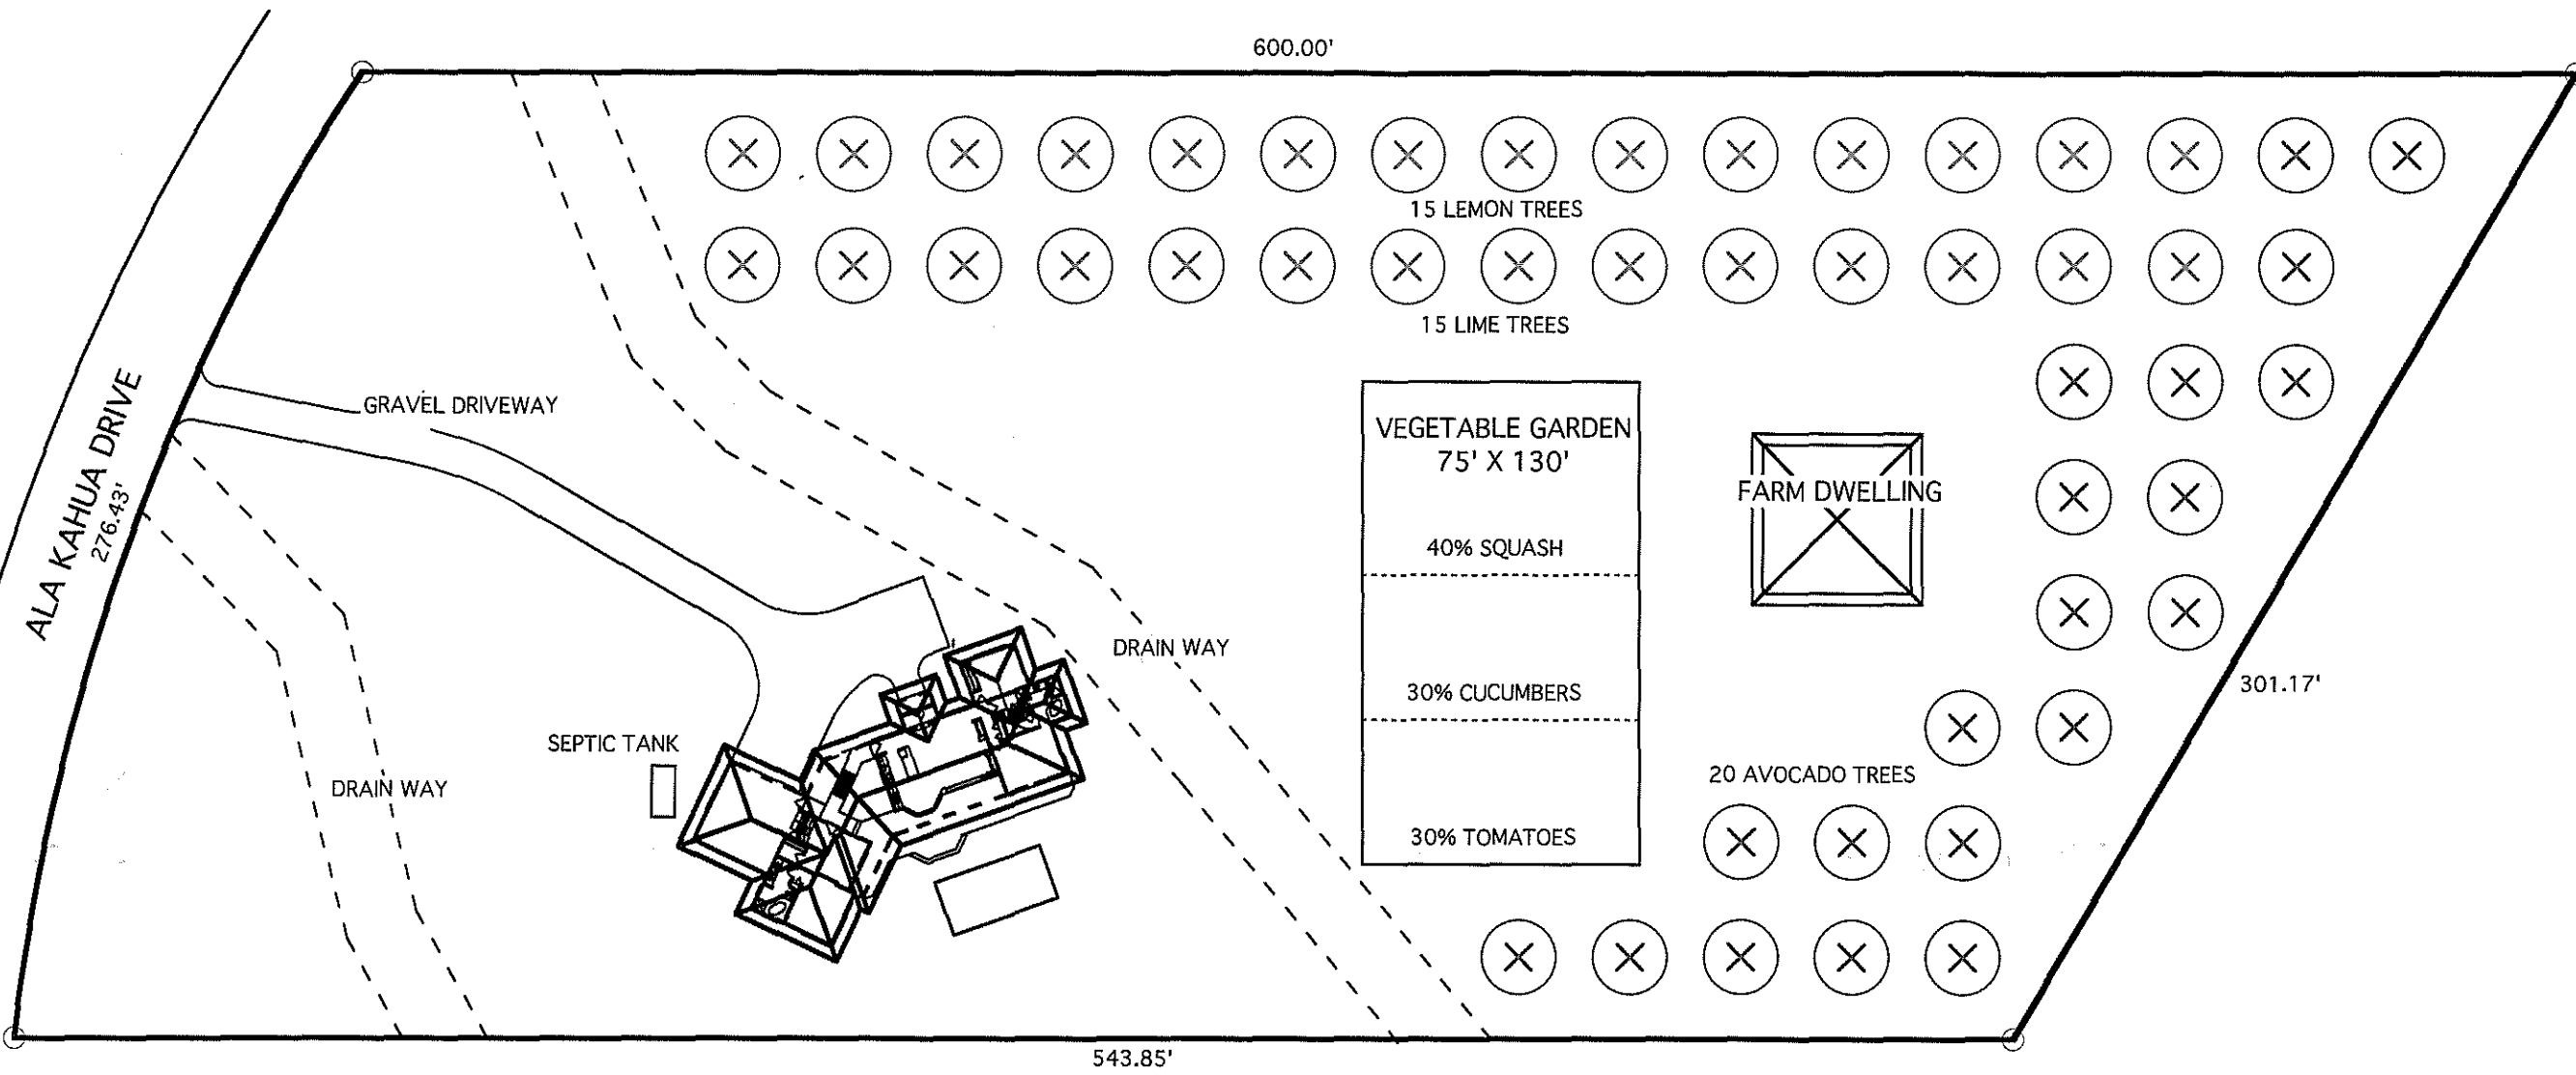 600.00'
15 LEMON TREES
15 LIME TREES
ALA KAHUA DRIVE
276.43'
GRAVEL DRIVEWAY
VEGETABLE GARDEN
75' X 130'
FARM DWELLING
40% SQUASH
DRAIN WAY
30% CUCUMBERS
301.17'
SEPTIC TANK
20 AVOCADO TREES
DRAIN WAY
30% TOMATOES
543.85'